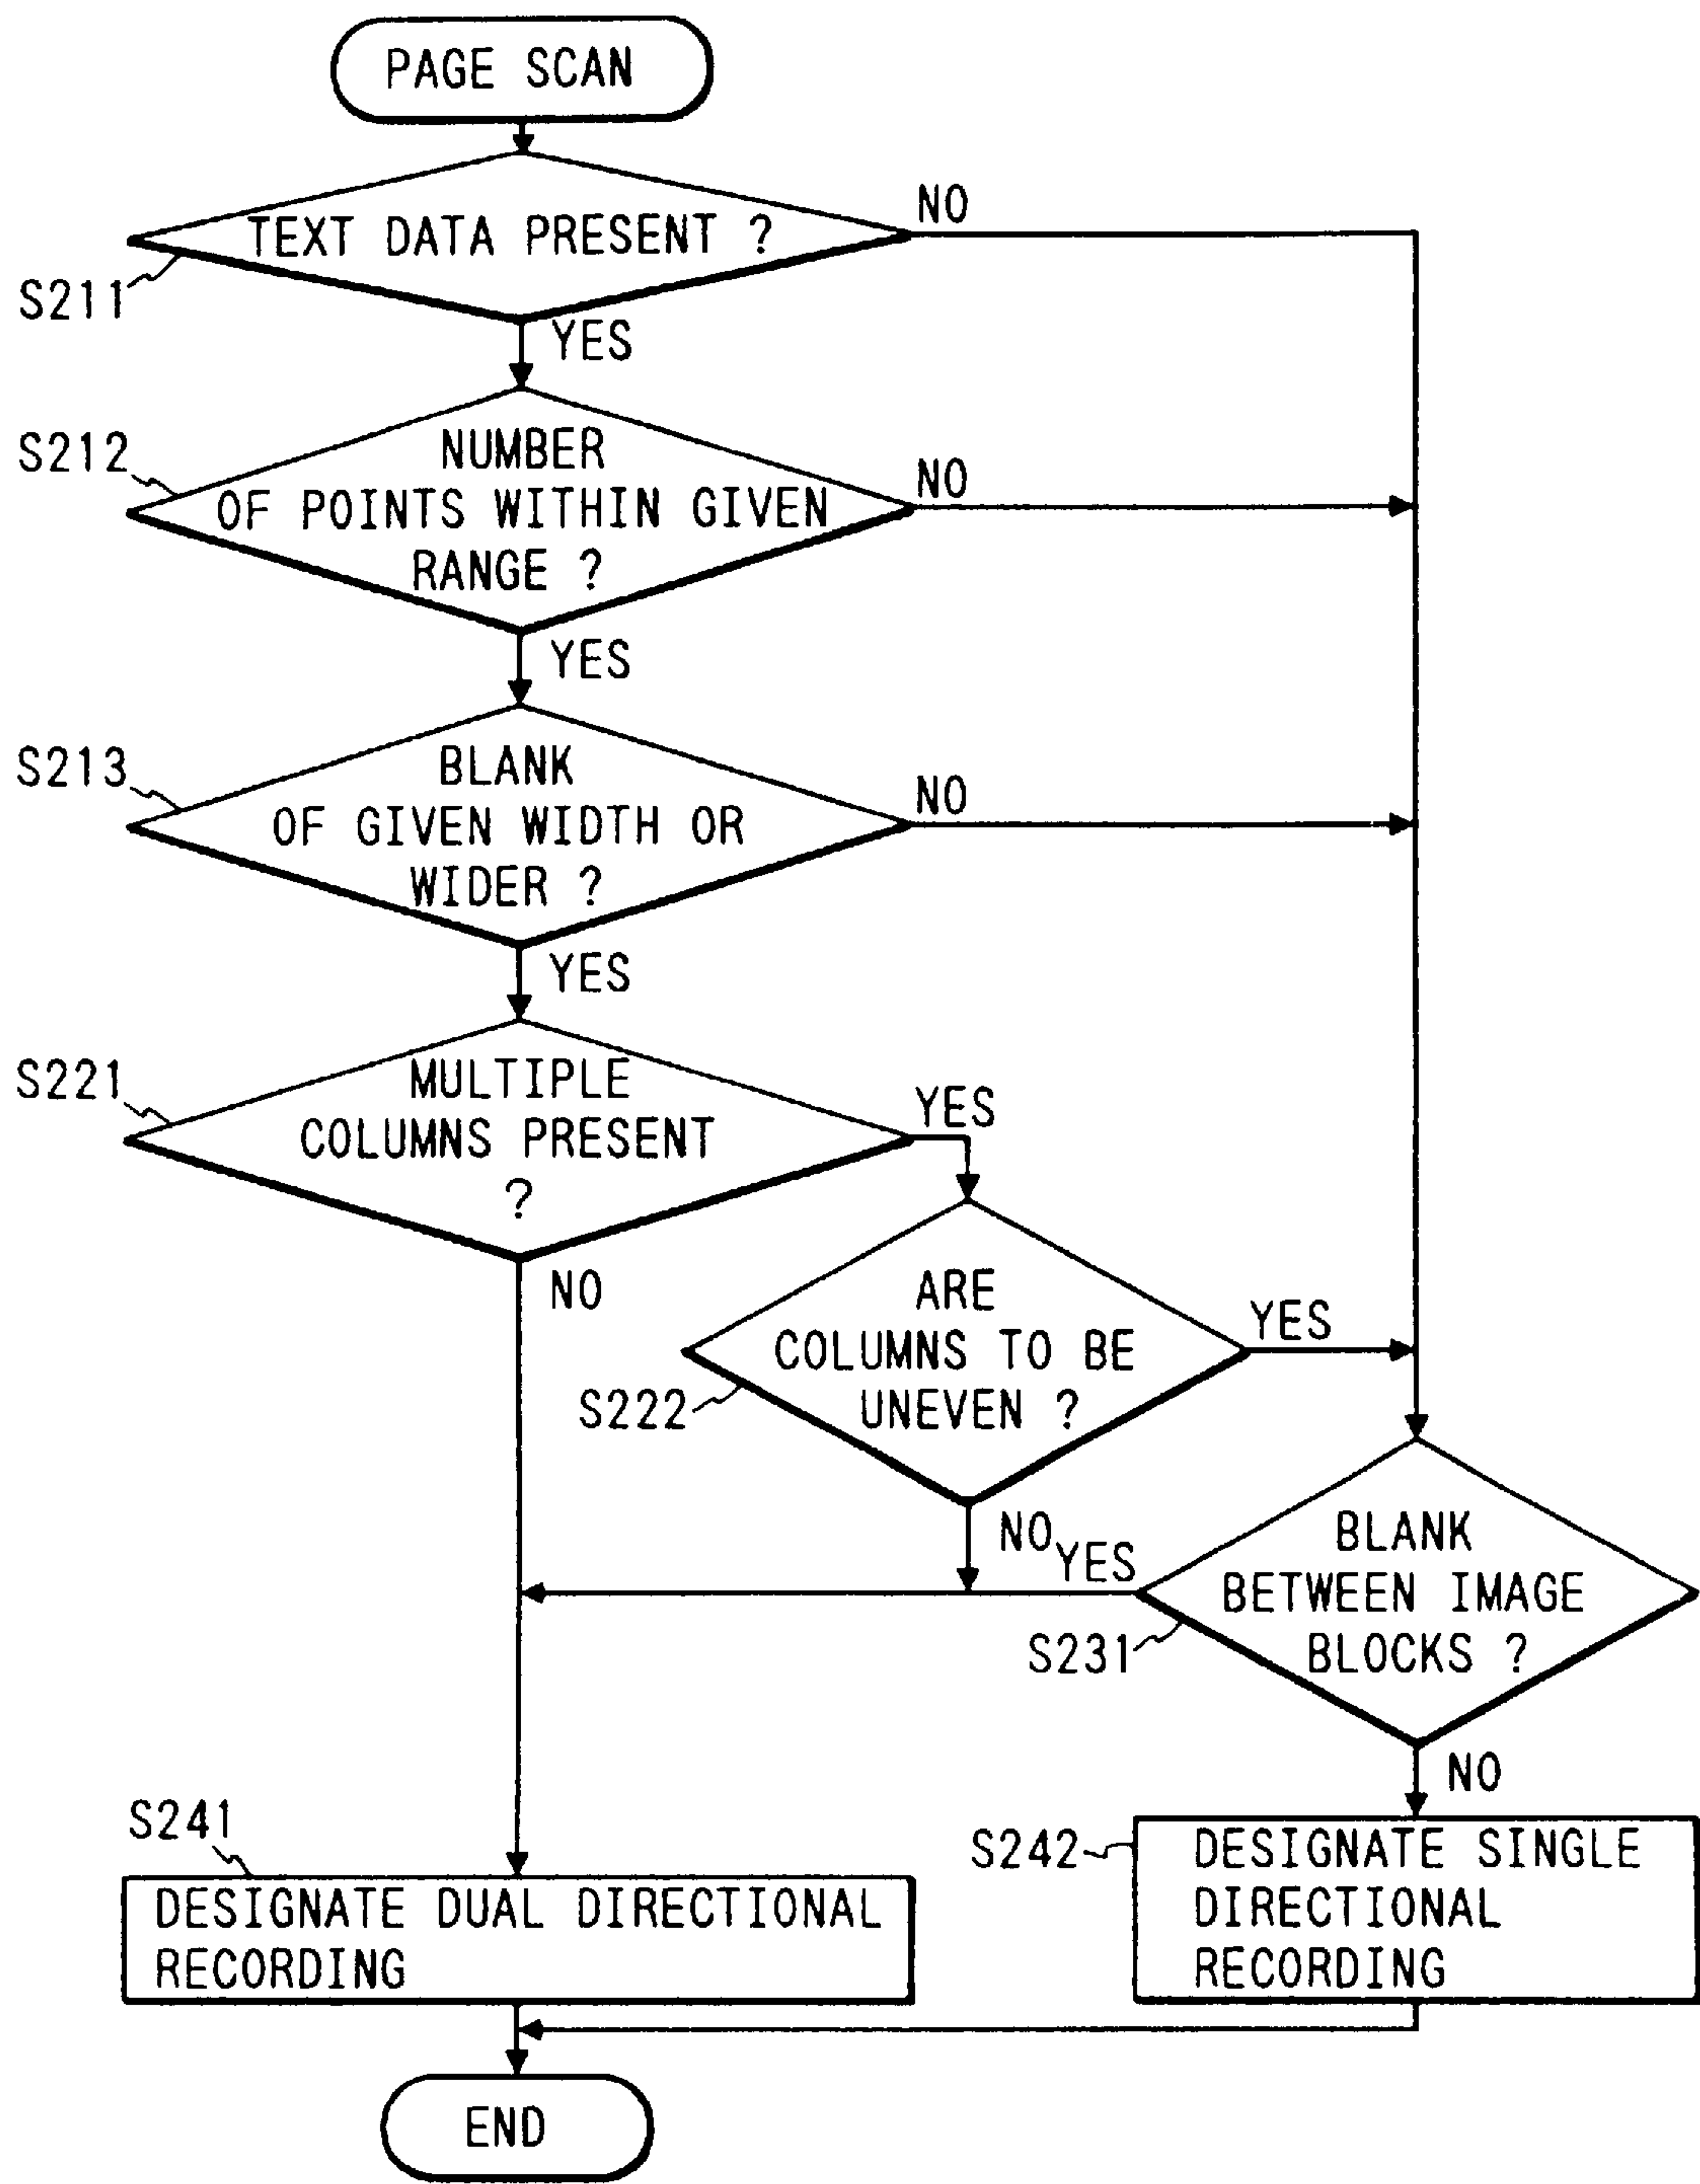 PAGE SCAN
TEXT DATA PRESENT ?
NO
S211
YES
S212
NUMBER
OF POINTS WITHIN GIVEN
RANGE ?
NO
YES
S213
BLANK
OF GIVEN WIDTH OR
WIDER ?
NO
YES
S221
MULTIPLE
COLUMNS PRESENT
?
YES
NO
ARE
COLUMNS TO BE
UNEVEN ?
YES
S222
NO
YES
BLANK
BETWEEN IMAGE
BLOCKS ?
S231
NO
S241
DESIGNATE DUAL DIRECTIONAL
RECORDING
S242
DESIGNATE SINGLE
DIRECTIONAL
RECORDING
END